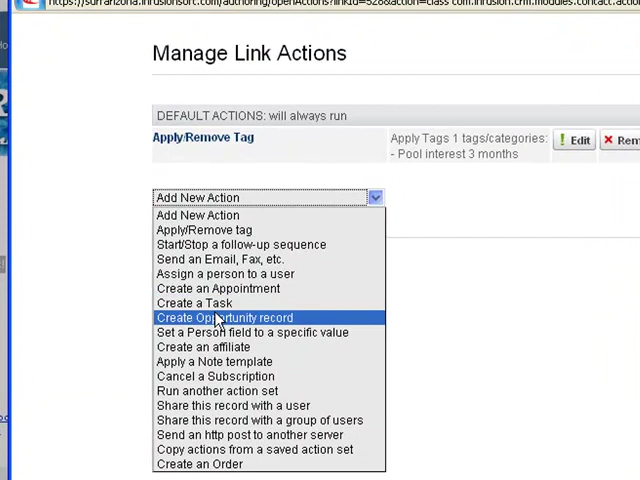 Manage Link Actions
DEFAULT ACTIONS: will always run
Apply/Remove Tag
Apply Tags 1 tags/categories:
- Pool interest 3 months
Edit
Rem
Add New Action
Add New Action
Apply/Remove tag
Start/Stop a follow-up sequence
Send an Email, Fax, etc.
Assign a person to a user
Create an Appointment
Create a Task
Create Opportunity record
Set a Person field to a specific value
Create an affiliate
Apply a Note template
Cancel a Subscription
Run another action set
Share this record with a user
Share this record with a group of users
Send an http post to another server
Copy actions from a saved action set
Create an Order